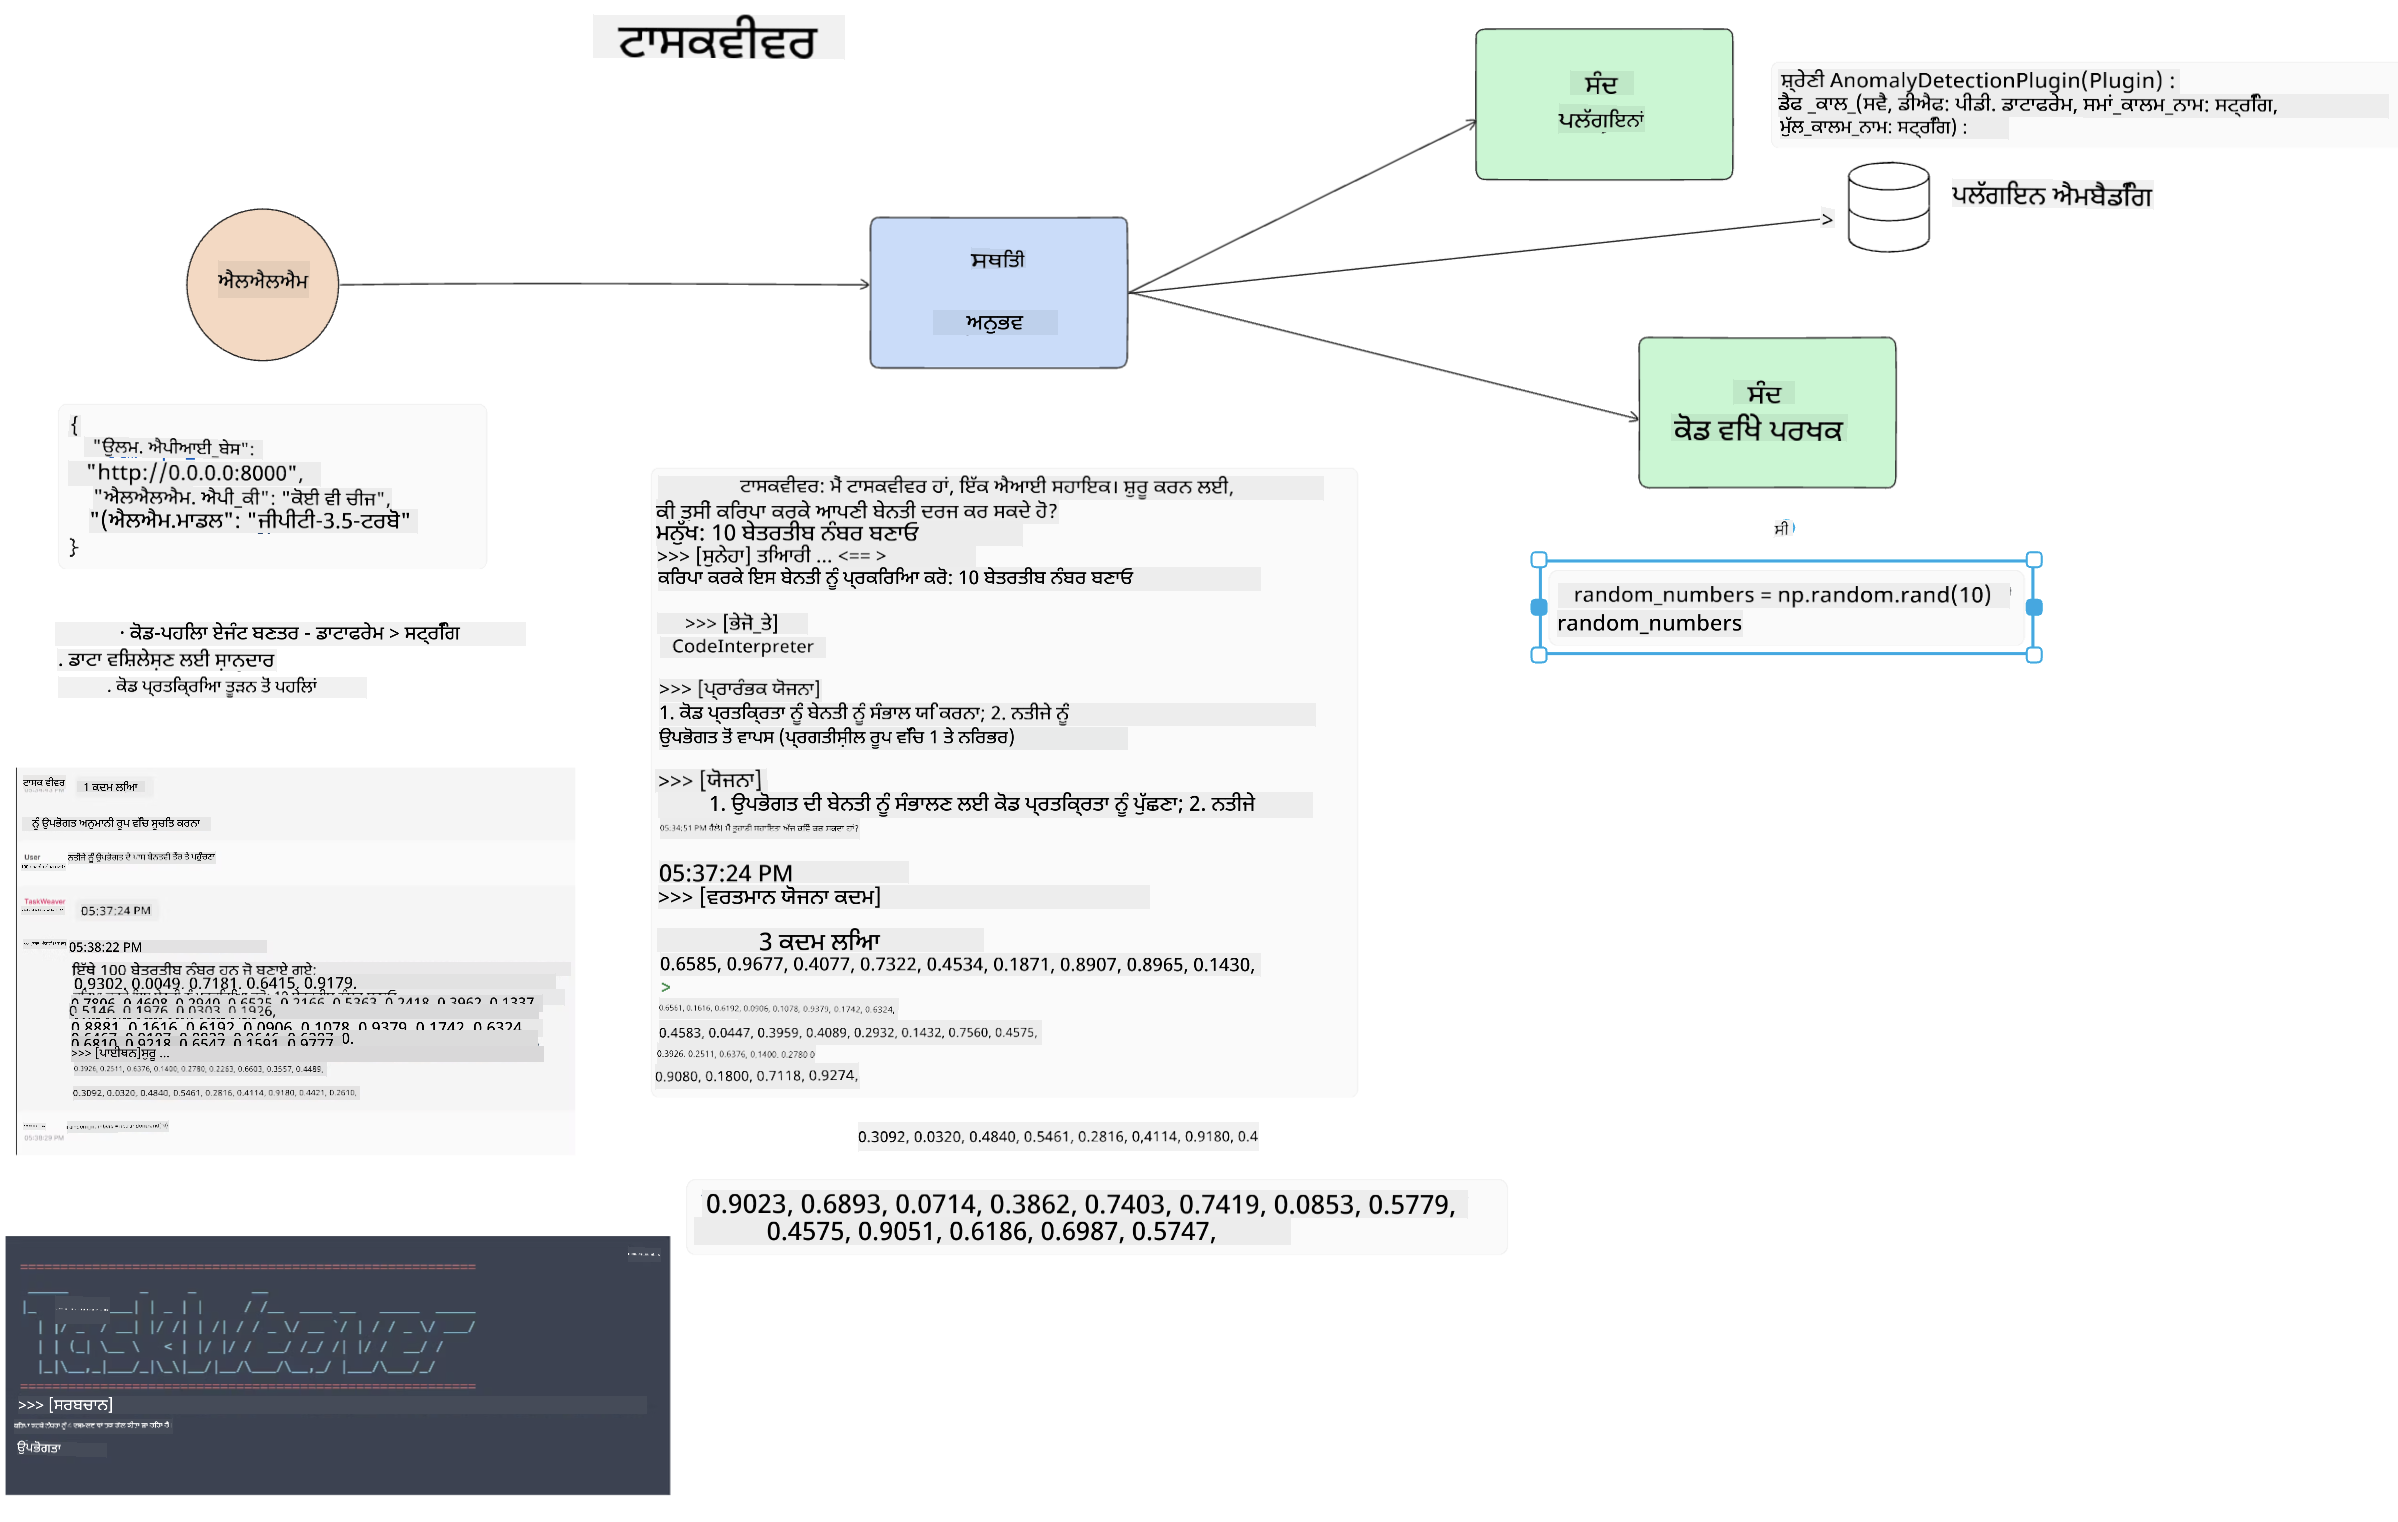 ਟਾਸਕਵੀਵਰ
ਸੰਦ
ਪਲੱਗਇਨਾਂ
ਸ਼੍ਰੇਣੀ AnomalyDetectionPlugin(Plugin) :
ਡੈਫ _ਕਾਲ_(ਸਵੈ, ਡੀਐਫ: ਪੀਡੀ. ਡਾਟਾਫਰੇਮ, ਸਮਾਂ_ਕਾਲਮ_ਨਾਮ: ਸਟ੍ਰਿੰਗ,
ਮੁੱਲ_ਕਾਲਮ_ਨਾਮ: ਸਟ੍ਰਿੰਗ) :
ਪਲੱਗਇਨ ਐਮਬੈਡਿੰਗ
>
ਐਲਐਲਐਮ
ਸਥਿਤੀ
ਅਨੁਭਵ
ਸੰਦ
ਕੋਡ ਵਿਖੇ ਪਰਖਕ
{
"ਉਲਮ. ਐਪੀਆਈ_ਬੇਸ":
"http://0.0.0.0:8000",
"ਐਲਐਲਐਮ. ਐਪੀ_ਕੀ": "ਕੋਈ ਵੀ ਚੀਜ",
"(ਐਲਐਮ.ਮਾਡਲ": "ਜੀਪੀਟੀ-3.5-ਟਰਬੋ"
}
· ਕੋਡ-ਪਹਿਲਾ ਏਜੰਟ ਬਣਤਰ - ਡਾਟਾਫਰੇਮ > ਸਟ੍ਰਿੰਗ
. ਡਾਟਾ ਵਿਸ਼ਲੇਸ਼ਣ ਲਈ ਸ਼ਾਨਦਾਰ
. ਕੋਡ ਪ੍ਰਤਿਕ੍ਰਿਆ ਤੂੜਨ ਤੋਂ ਪਹਿਲਾਂ
ਟਾਸਕਵੀਵਰ: ਮੈਂ ਟਾਸਕਵੀਵਰ ਹਾਂ, ਇੱਕ ਐਆਈ ਸਹਾਇਕ। ਸ਼ੁਰੂ ਕਰਨ ਲਈ,
ਕੀ ਤੁਸੀਂ ਕਰਿਪਾ ਕਰਕੇ ਆਪਣੀ ਬੇਨਤੀ ਦਰਜ ਕਰ ਸਕਦੇ ਹੋ?
ਮਨੁੱਖ: 10 ਬੇਤਰਤੀਬ ਨੰਬਰ ਬਣਾਓ
>>> [ਸੁਨੇਹਾ] ਤਿਆਰੀ ... <== >
ਕਰਿਪਾ ਕਰਕੇ ਇਸ ਬੇਨਤੀ ਨੂੰ ਪ੍ਰਕਿਰਿਆ ਕਰੋ: 10 ਬੇਤਰਤੀਬ ਨੰਬਰ ਬਣਾਓ
>>> [ਭੇਜੋ_ਤੇ]
CodeInterpreter
>>> [ਪ੍ਰਾਰੰਭਕ ਯੋਜਨਾ]
1. ਕੋਡ ਪ੍ਰਤਿਕ੍ਰਿਤਾ ਨੂੰ ਬੇਨਤੀ ਨੂੰ ਸੰਭਾਲ ਯਕਿਰਨਾ; 2. ਨਤੀਜੇ ਨੂੰ
ਉਪਭੋਗਤ ਤੋਂ ਵਾਪਸ (ਪ੍ਰਗਤੀਸ਼ੀਲ ਰੂਪ ਵਿੱਚ 1 ਤੇ ਨਿਰਭਰ)
>>> [ਯੋਜਨਾ]
1. ਉਪਭੋਗਤ ਦੀ ਬੇਨਤੀ ਨੂੰ ਸੰਭਾਲਣ ਲਈ ਕੋਡ ਪ੍ਰਤਿਕ੍ਰਿਤਾ ਨੂੰ ਪੁੱਛਣਾ; 2. ਨਤੀਜੇ
05.34:51 PM
05:37:24 PM
>>> [ਵਰਤਮਾਨ ਯੋਜਨਾ ਕਦਮ]
3 ਕਦਮ ਲਿਆ
0.6585, 0.9677, 0.4077, 0.7322, 0.4534, 0.1871, 0.8907, 0.8965, 0.1430,
>
0.6561, 0.1616, 0.6192, 0.0906, 0.1078, 0.9379, 0.1742, 0.6324,
0.4583, 0.0447, 0.3959, 0.4089, 0.2932, 0.1432, 0.7560, 0.4575,
0.3926. 0.2511, 0.6376, 0.1400. 0.2780 0
0.9080, 0.1800, 0.7118, 0.9274,
0.3092, 0.0320, 0.4840, 0.5461, 0.2816, 0,4114, 0.9180, 0.4
0.9023, 0.6893, 0.0714, 0.3862, 0.7403, 0.7419, 0.0853, 0.5779,
0.4575, 0.9051, 0.6186, 0.6987, 0.5747,
ਸੀ
random_numbers = np.random.rand(10)
random_numbers
ਟਾਸਕ ਵੀਵਰ
1 ਕਦਮ ਲਿਆ
ਨੂੰ ਉਪਭੋਗਤ ਅਨੁਮਾਨੀ ਰੂਪ ਵਿੱਚ ਸੂਚਤਿ ਕਰਨਾ
User
ਨਤੀਜੇ ਨੂੰ ਉਪਭੋਗਤ ਦੇ ਪਾਸ ਬੇਨਤਵੀ ਤੌਰ ਤੇ ਪਹੁੰਚਣਾ
TaskWeaver
05:37:24 PM
05:38:22 PM
ਇੱਥੇ 100 ਬੇਤਰਤੀਬ ਨੰਬਰ ਹਨ ਜੋ ਬਣਾਏ ਗਏ:
0,9302, 0.0049, 0.7181, 0.6415, 0.9179.
0.7806, 0.4608, 0.2949, 0.6525, 0.2166, 0.5363, 0.2418, 0.3962, 0.1337
0.5146, 0.1976, 0.0303, 0.1926,
0.8881, 0.1616, 0.6192, 0.0906, 0.1078, 0.9379, 0.1742, 0.6324
0.6810, 0.9218, 0.6547, 0.1591, 0.9777
>>> [ਪਾਈਥਨ]ਸ਼ੁਰੂ ...
0.3926, 0.2511, 0.6376, 0.1400, 0.2780, 0.2263, 0.6603, 0.3557, 0.4489,
0.3092, 0.0320, 0.4840, 0.5461, 0.2816, 0.4114, 0.9180, 0.4421, 0.2610,
05:38:29 PM
TaskWeaver
>>> [ਸਰਬਚਾਨ]
ਉਪਭੋਗਤਾ